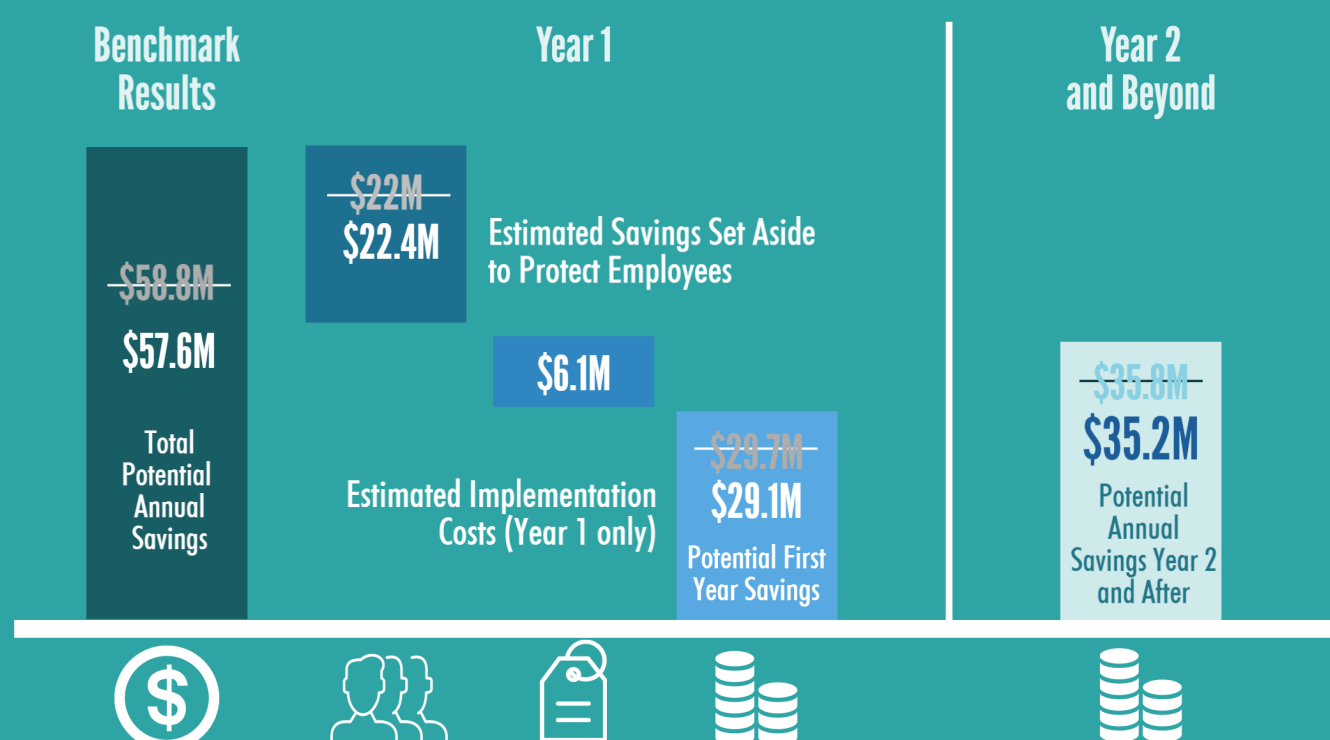 Benchmark
Results
Year 1
Year 2
and Beyond
$58.8M
$57.6M
Total
Potential
Annual
Savings
$22M
$22.4M
Estimated Savings Set Aside
to Protect Employees
$6.1M
Estimated Implementation
Costs (Year 1 only)
$29.7M
$29.1M
Potential First
Year Savings
$35.8M
$35.2M
Potential
Annual
Savings Year 2
and After
$